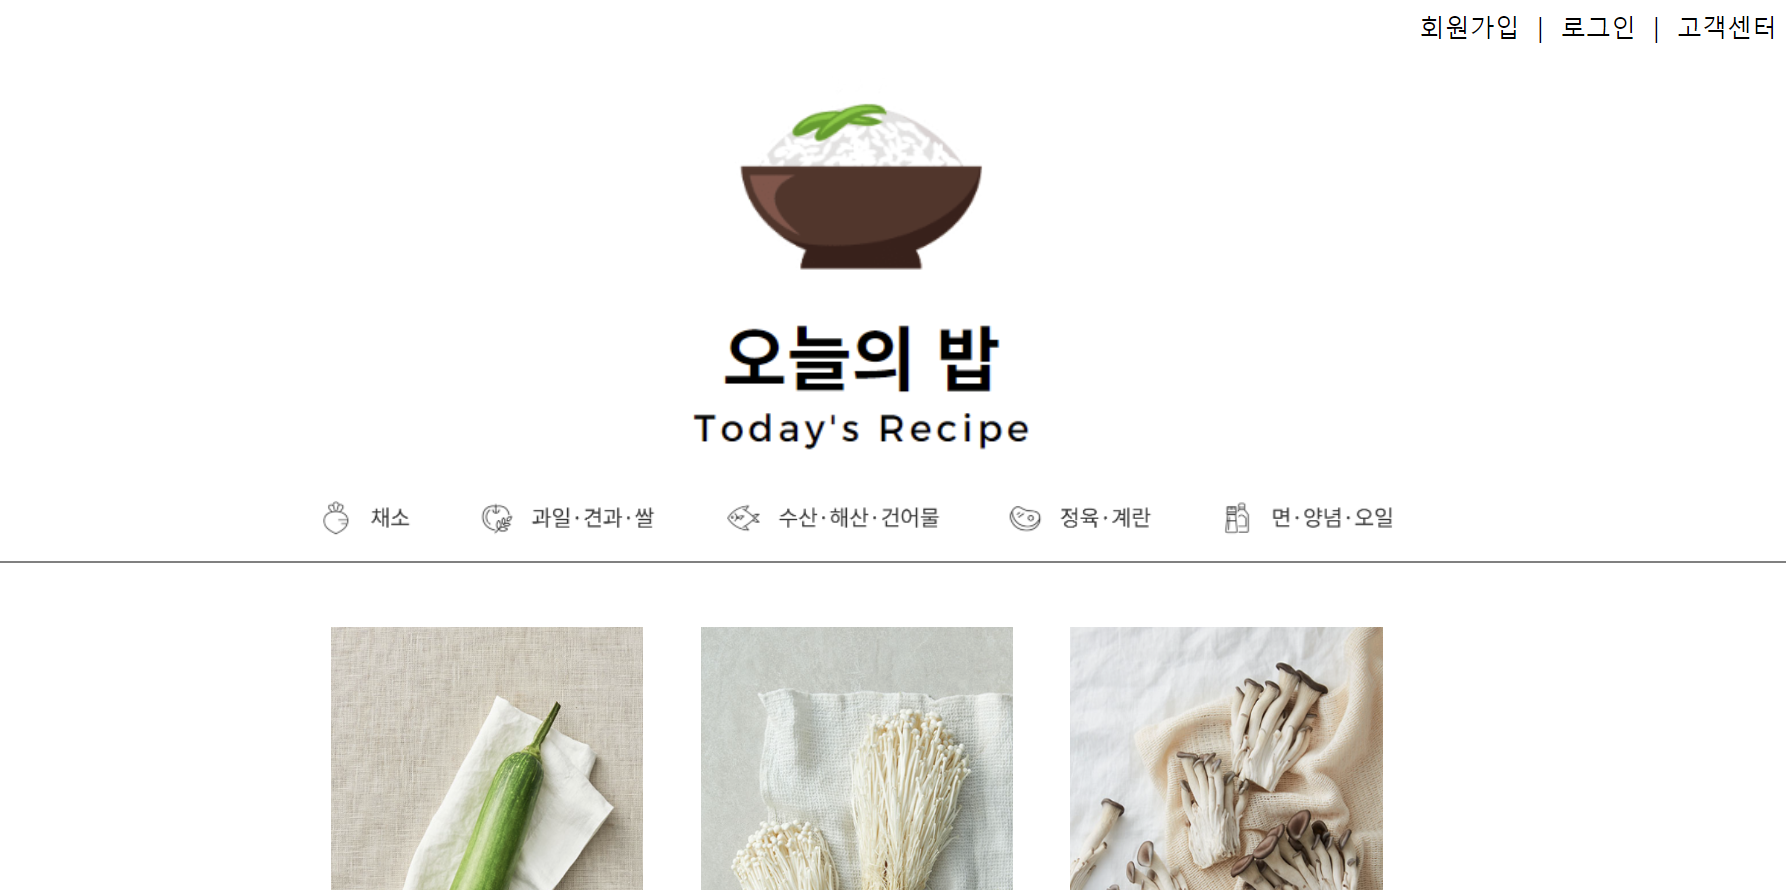 회원가입 | 로그인 | 고객센터
오늘의 밥
Today's Recipe
채소 과일·견과·쌀 수산·해산·건어물 정육·계란 면·양념·오일